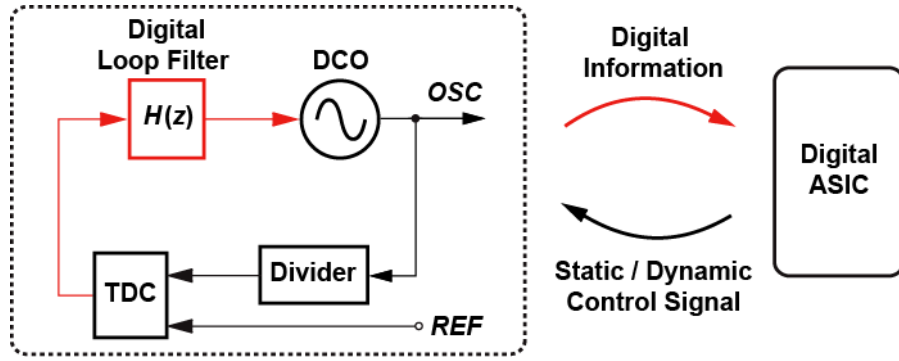 Digital
Loop Filter
DCO
OSC
H(z)
TDC
Divider
REF
Digital
Information
Digital
ASIC
Static / Dynamic
Control Signal